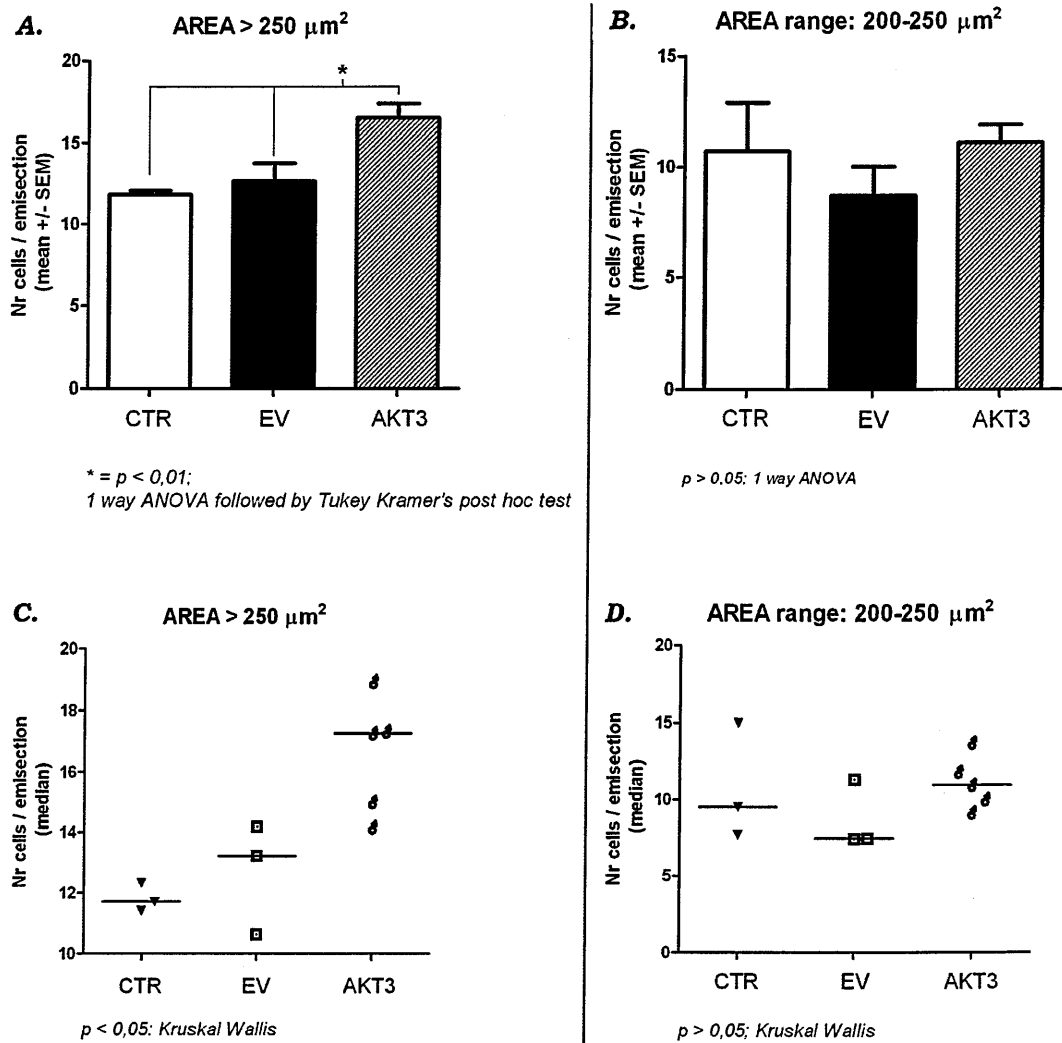 A.
AREA > 250 µm²
Nr cells / emisection
(mean +/- SEM)
20
15
10
5
0
*
CTR
EV
AKT3
* = p < 0,01;
1 way ANOVA followed by Tukey Kramer's post hoc test
B.
AREA range: 200-250 µm²
Nr cells / emisection
(mean +/- SEM)
15
10
5
0
CTR
EV
AKT3
p > 0.05; 1 way ANOVA
C.
AREA > 250 µm²
Nr cells / emisection
(median)
20
18
16
14
12
10
CTR
EV
AKT3
p < 0,05: Kruskal Wallis
D.
AREA range: 200-250 µm²
Nr cells / emisection
(median)
20
15
10
5
0
CTR
EV
AKT3
p > 0,05; Kruskal Wallis